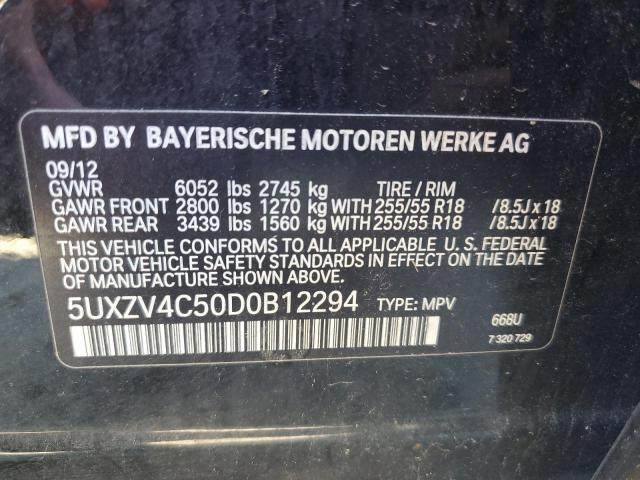 MFD BY BAYERISCHE MOTOREN WERKE AG
09/12
GVWR 6052 lbs 2745 kg TIRE / RIM
GAWR FRONT 2800 lbs 1270 kg WITH 255/55 R18 /8.5J x 18
GAWR REAR 3439 lbs 1560 kg WITH 255/55 R18 /8.5J x 18
THIS VEHICLE CONFORMS TO ALL APPLICABLE U. S. FEDERAL
MOTOR VEHICLE SAFETY STANDARDS IN EFFECT ON THE DATE
OF MANUFACTURE SHOWN ABOVE.
5UXZV4C50D0B12294 TYPE: MPV
668U
7 320 729